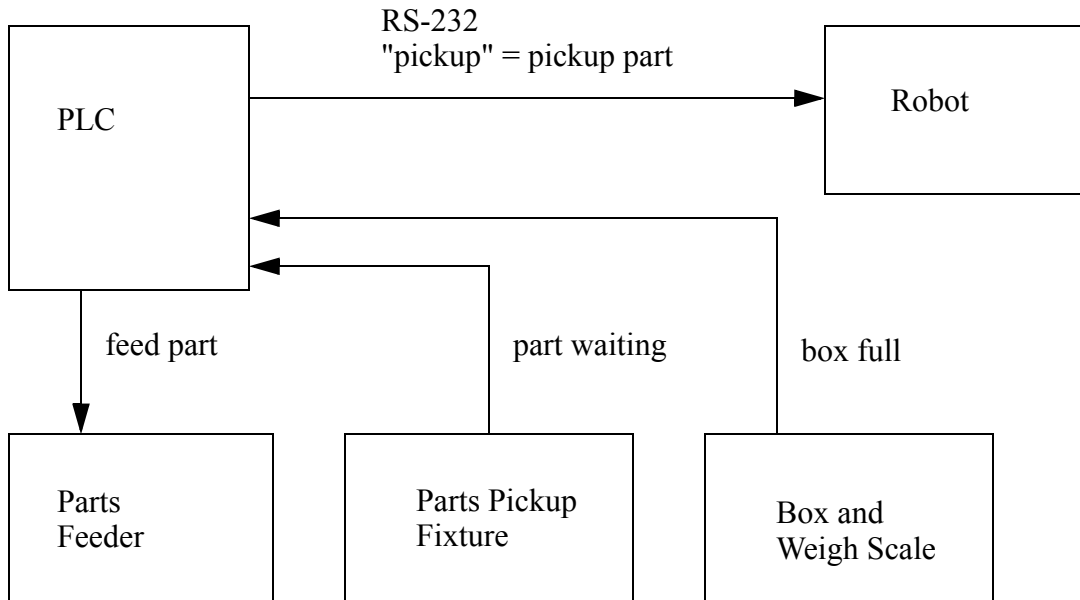 RS-232
"pickup" = pickup part
PLC
Robot
feed part
part waiting
box full
Parts
Feeder
Parts Pickup
Fixture
Box and
Weigh Scale